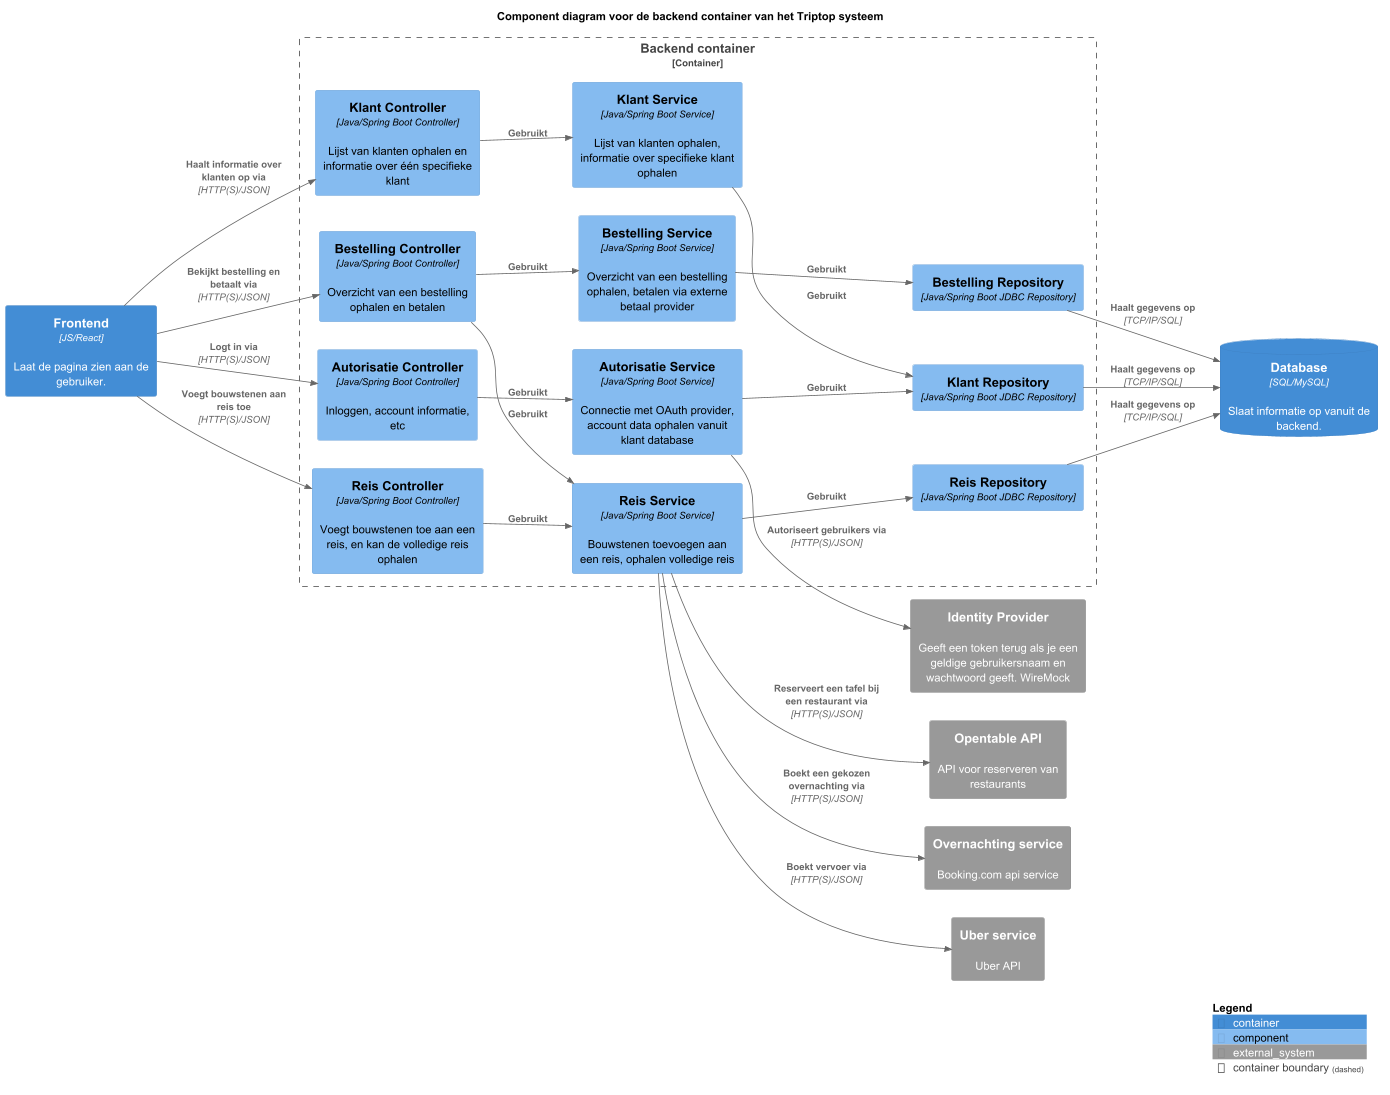 Component diagram voor de backend container van het Triptop systeem
Backend container
[Container]
Klant Controller
[Java/Spring Boot Controller]
Lijst van klanten ophalen en
informatie over één specifieke
klant
Gebruikt
Klant Service
[Java/Spring Boot Service]
Lijst van klanten ophalen,
informatie over specifieke klant
ophalen
Haalt informatie over
klanten op via
[HTTP(S)/JSON]
Bestelling Controller
[Java/Spring Boot Controller]
Overzicht van een bestelling
ophalen en betalen
Gebruikt
Bestelling Service
[Java/Spring Boot Service]
Overzicht van een bestelling
ophalen, betalen via externe
betaal provider
Gebruikt
Gebruikt
Bestelling Repository
[Java/Spring Boot JDBC Repository]
Bekijkt bestelling en
betaalt via
[HTTP(S)/JSON]
Frontend
[JS/React]
Laat de pagina zien aan de
gebruiker.
Logt in via
[HTTP(S)/JSON]
Autorisatie Controller
[Java/Spring Boot Controller]
Inloggen, account informatie,
etc
Gebruikt
Gebruikt
Autorisatie Service
[Java/Spring Boot Service]
Connectie met OAuth provider,
account data ophalen vanuit
klant database
Gebruikt
Klant Repository
[Java/Spring Boot JDBC Repository]
Haalt gegevens op
[TCP/IP/SQL]
Haalt gegevens op
[TCP/IP/SQL]
Haalt gegevens op
[TCP/IP/SQL]
Database
[SQL/MySQL]
Slaat informatie op vanuit de
backend.
Voegt bouwstenen aan
reis toe
[HTTP(S)/JSON]
Reis Controller
[Java/Spring Boot Controller]
Voegt bouwstenen toe aan een
reis, en kan de volledige reis
ophalen
Gebruikt
Reis Service
[Java/Spring Boot Service]
Bouwstenen toevoegen aan
een reis, ophalen volledige reis
Gebruikt
Reis Repository
[Java/Spring Boot JDBC Repository]
Autoriseert gebruikers via
[HTTP(S)/JSON]
Identity Provider
Geeft een token terug als je een
geldige gebruikersnaam en
wachtwoord geeft. WireMock
Reserveert een tafel bij
een restaurant via
[HTTP(S)/JSON]
Opentable API
API voor reserveren van
restaurants
Boekt een gekozen
overnachting via
[HTTP(S)/JSON]
Overnachting service
Booking.com api service
Boekt vervoer via
[HTTP(S)/JSON]
Uber service
Uber API
Legend
container
component
external_system
container boundary (dashed)